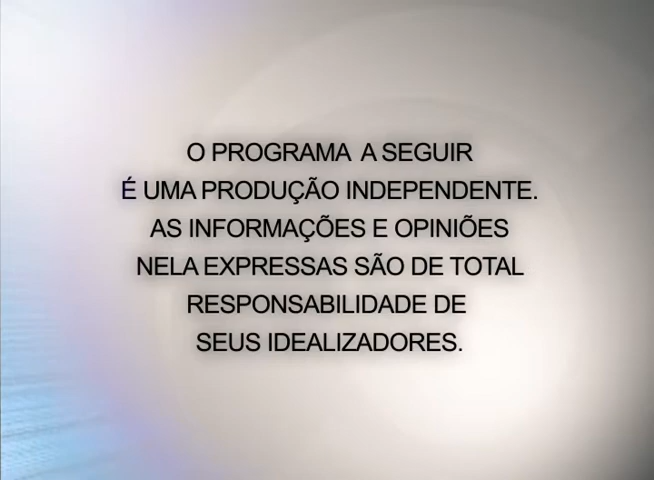 O PROGRAMA A SEGUIR
É UMA PRODUÇÃO INDEPENDENTE.
AS INFORMAÇÕES E OPINIÕES
NELA EXPRESSAS SÃO DE TOTAL
RESPONSABILIDADE DE
SEUS IDEALIZADORES.